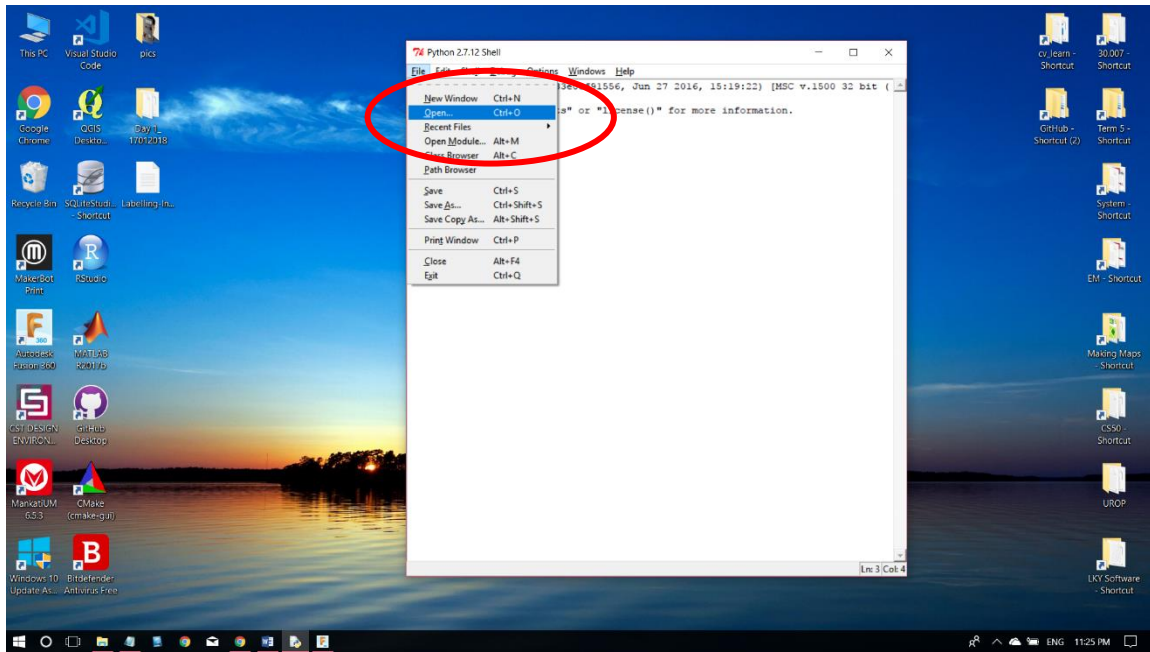 This PC
Visual Studio
Code
pics
Google
Chrome
QGIS
Deskto...
Day 1_
17012018
Recycle Bin
SQLiteStudi...
- Shortcut
Labelling-In...
MakerBot
Print
RStudio
Autodesk
Fusion 360
MATLAB
R2017b
CST DESIGN
ENVIRON...
GitHub
Desktop
MankatiUM
6.5.3
CMake
(cmake-gui)
Windows 10
Update As...
Bitdefender
Antivirus Free
Python 2.7.12 Shell
File Edit Debug Options Windows Help
591556, Jun 27 2016, 15:19:22) [MSC v.1500 32 bit (
s" or "license()" for more information.
New Window Ctrl+N
Open... Ctrl+O
Recent Files
Open Module... Alt+M
Class Browser Alt+C
Path Browser
Save Ctrl+S
Save As... Ctrl+Shift+S
Save Copy As... Alt+Shift+S
Print Window Ctrl+P
Close Alt+F4
Exit Ctrl+Q
Ln: 3 Col: 4
cv_learn -
Shortcut
30.007 -
Shortcut
GitHub -
Shortcut (2)
Term 5 -
Shortcut
System -
Shortcut
EM - Shortcut
Making Maps
- Shortcut
CS50 -
Shortcut
UROP
LKY Software
- Shortcut
ENG 11:25 PM